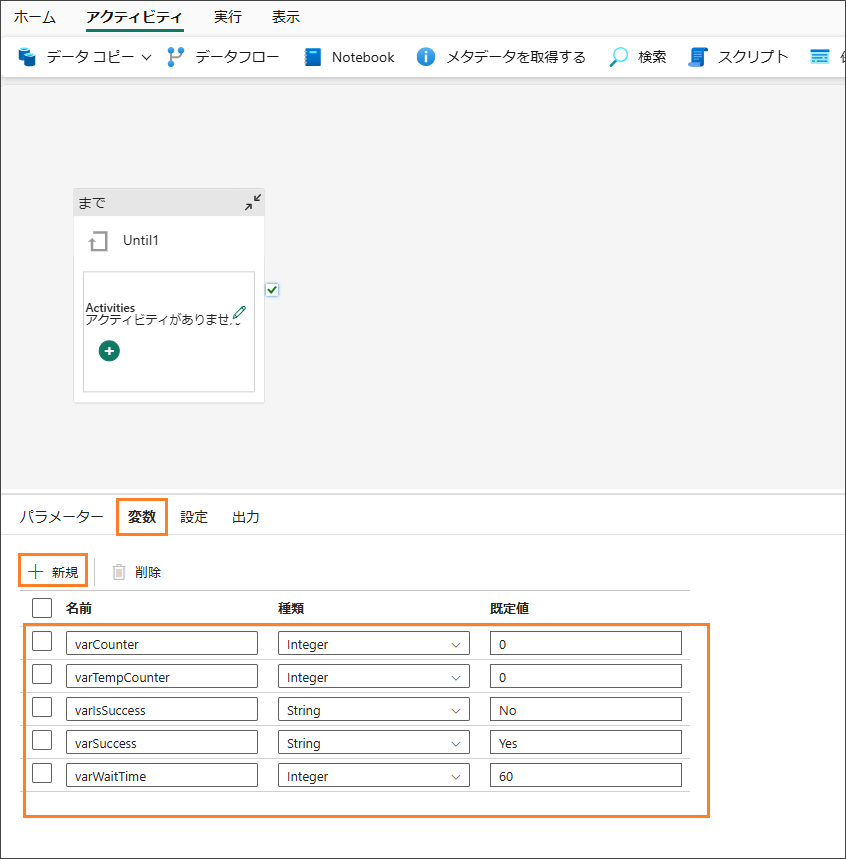 ホーム アクティビティ 実行 表示
データ コピー データフロー Notebook メタデータを取得する 検索 スクリプト
まで
Until1
Activities
アクティビティがありませ
パラメーター 変数 設定 出力
新規 削除
名前 種類 既定値
varCounter Integer 0
varTempCounter Integer 0
varIsSuccess String No
varSuccess String Yes
varWaitTime Integer 60